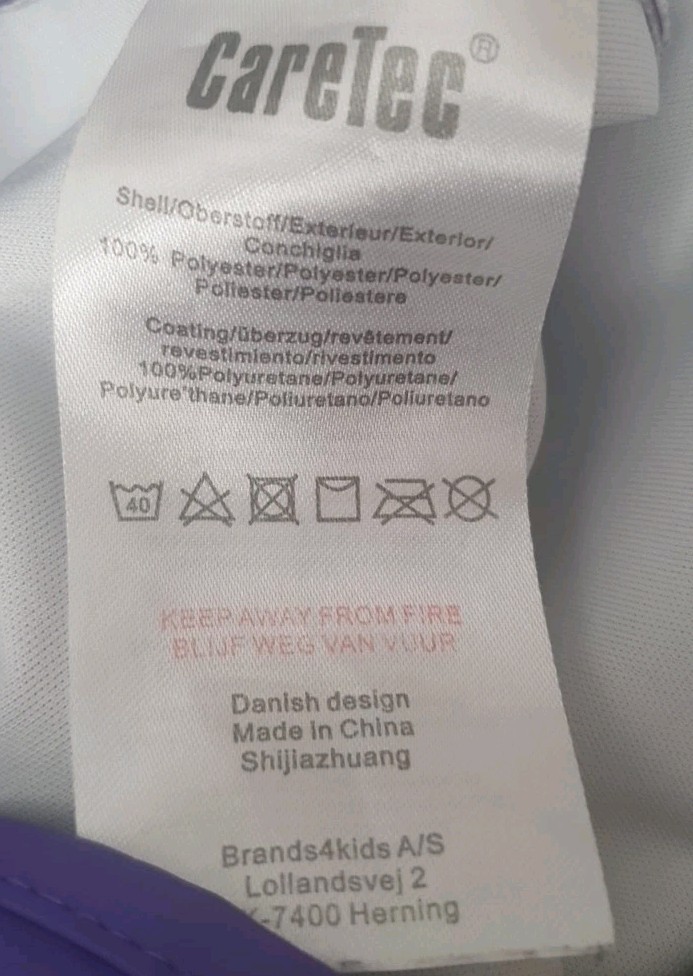 CareTec®
Shell/Oberstoff/Exterieur/Exterior/
Conchiglia
100% Polyester/Polyester/Polyester/
Poliester/Poliestere
Coating/überzug/revêtement/
revestimiento/rivestimento
100%Polyuretane/Polyuretane/
Polyure'thane/Poliuretano/Poliuretano
40
KEEP AWAY FROM FIRE
BLIJF WEG VAN VUUR
Danish design
Made in China
Shijiazhuang
Brands4kids A/S
Lollandsvej 2
-7400 Herning